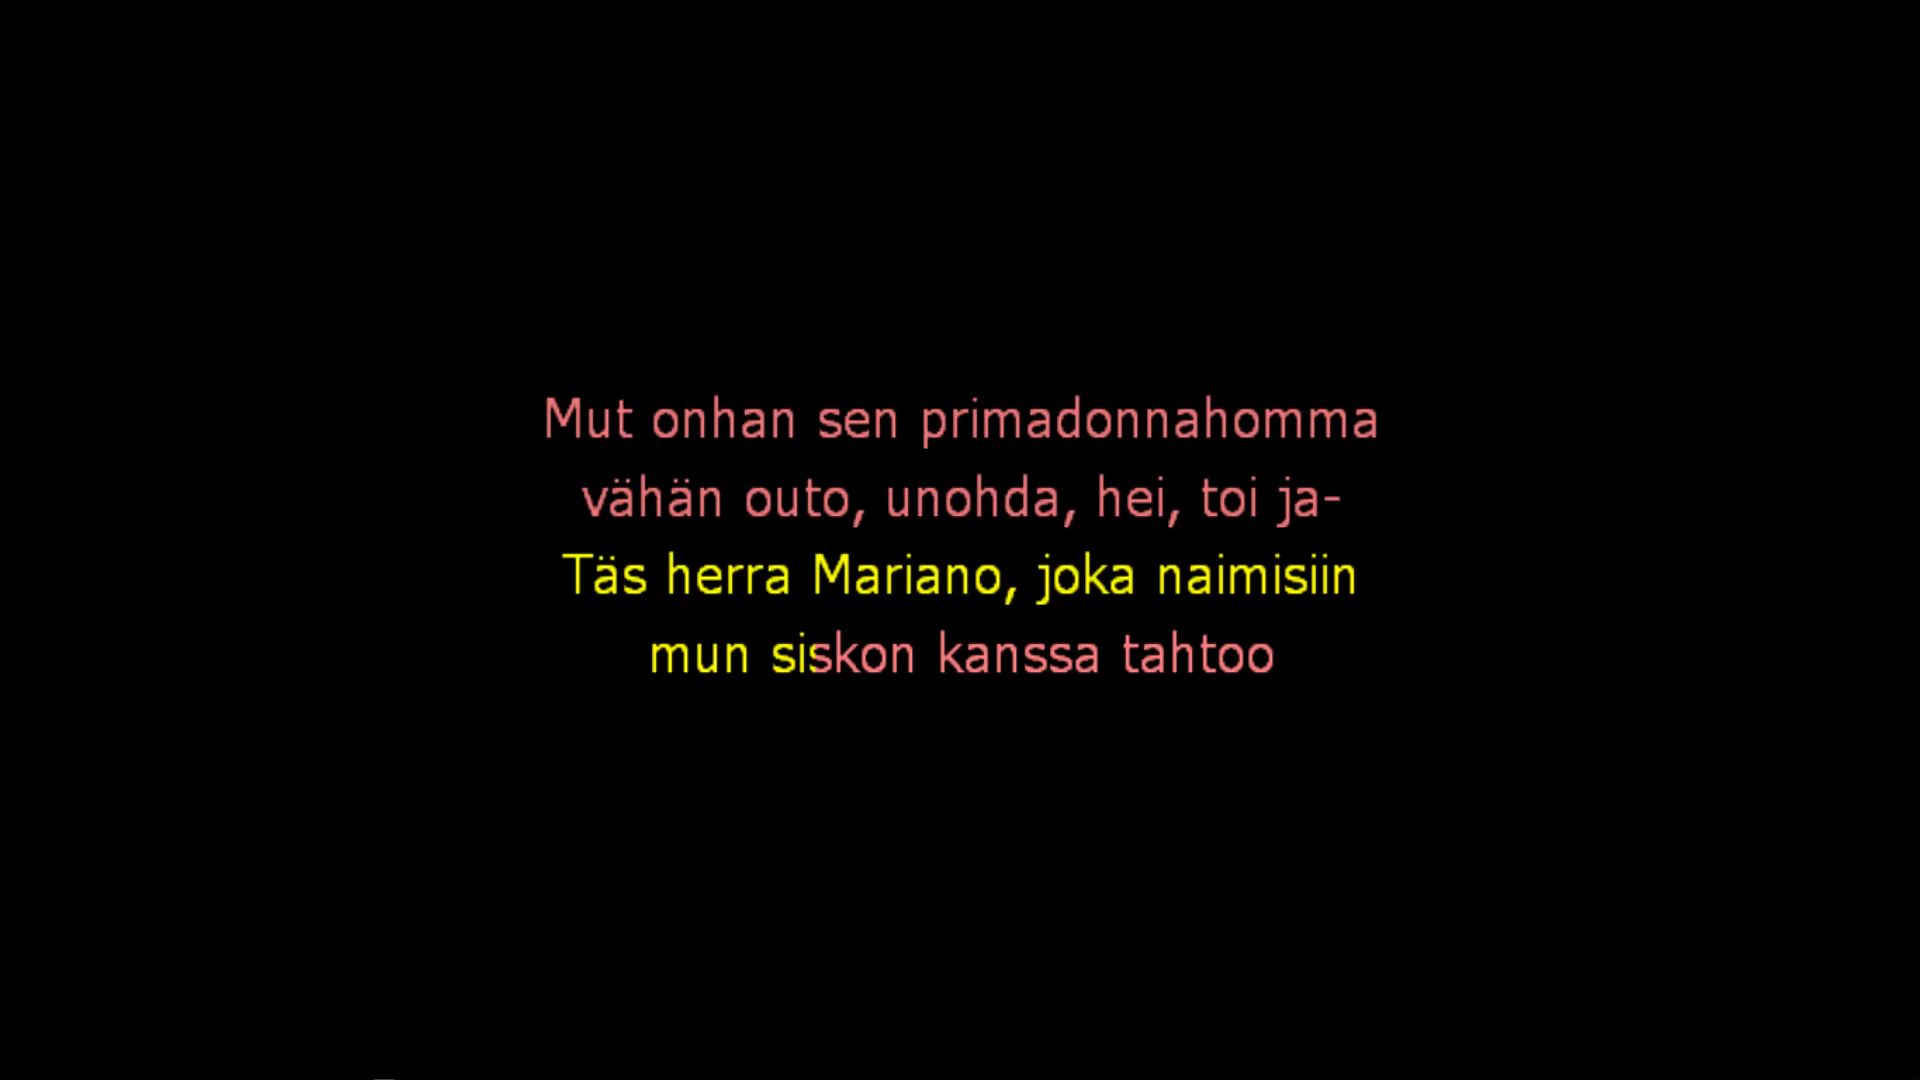 Mut onhan sen primadonnahomma
vähän outo, unohda, hei, toi ja-
Täs herra Mariano, joka naimisiin
mun siskon kanssa tahtoo